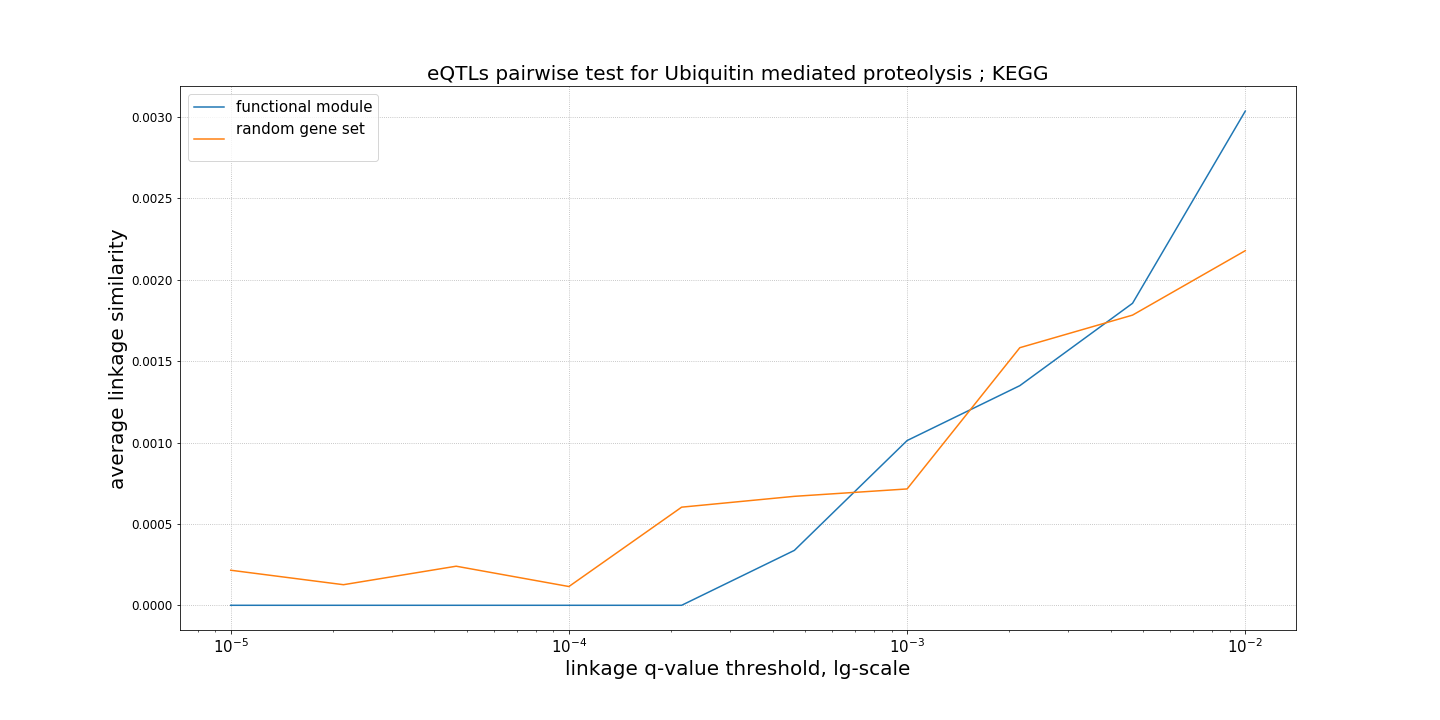 eQTLs pairwise test for Ubiquitin mediated proteolysis ; KEGG
functional module
random gene set
0.0030
0.0025
0.0020
0.0015
0.0010
0.0005
0.0000
average linkage similarity
10⁻⁵ 10⁻⁴ 10⁻³ 10⁻²
linkage q-value threshold, lg-scale